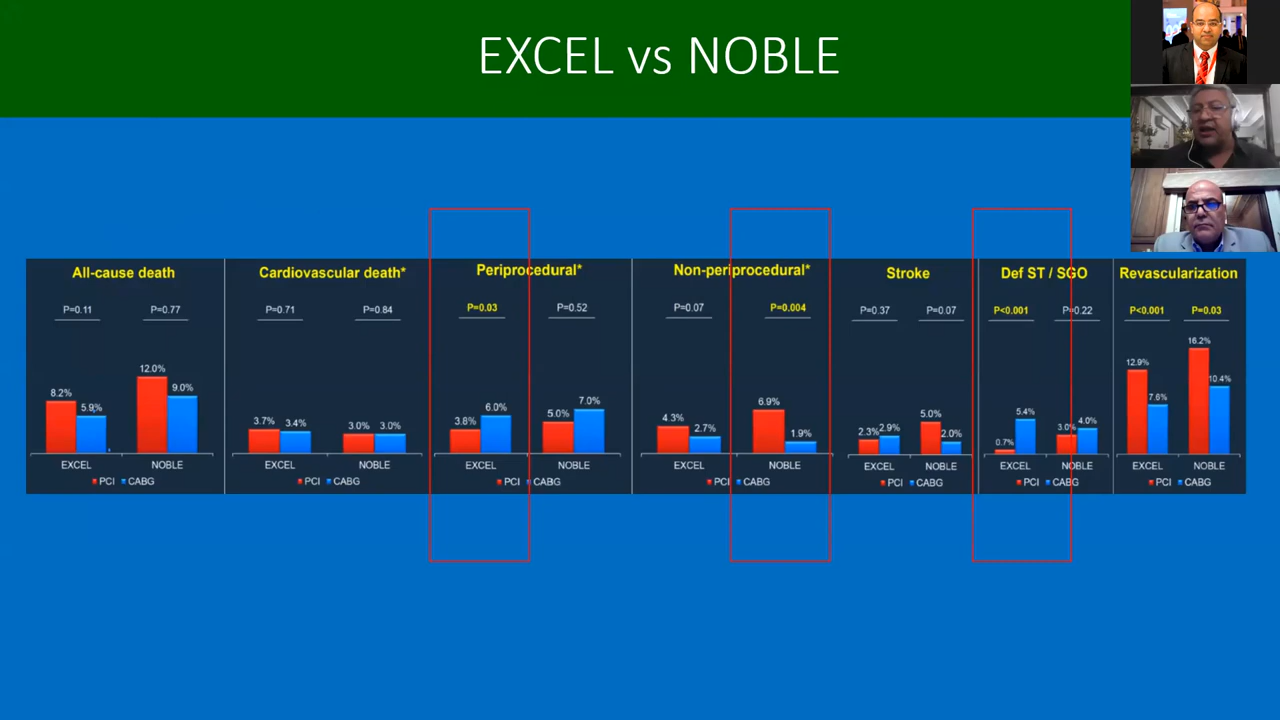 EXCEL vs NOBLE
All-cause death
P=0.11 P=0.77
8.2% 5.9% 12.0% 9.0%
EXCEL NOBLE
PCI CABG
Cardiovascular death*
P=0.71 P=0.84
3.7% 3.4% 3.0% 3.0%
EXCEL NOBLE
PCI CABG
Periprocedural*
P=0.03 P=0.52
3.8% 6.0% 5.0% 7.0%
EXCEL NOBLE
PCI CABG
Non-periprocedural*
P=0.07 P=0.004
4.3% 2.7% 6.9% 1.9%
EXCEL NOBLE
PCI CABG
Stroke
P=0.37 P=0.07
2.3% 2.9% 5.0% 2.0%
EXCEL NOBLE
PCI CABG
Def ST / SGO
P<0.001 P=0.22
0.7% 5.4% 3.0% 4.0%
EXCEL NOBLE
PCI CABG
Revascularization
P<0.001 P=0.03
12.9% 7.6% 16.2% 10.4%
EXCEL NOBLE
PCI CABG